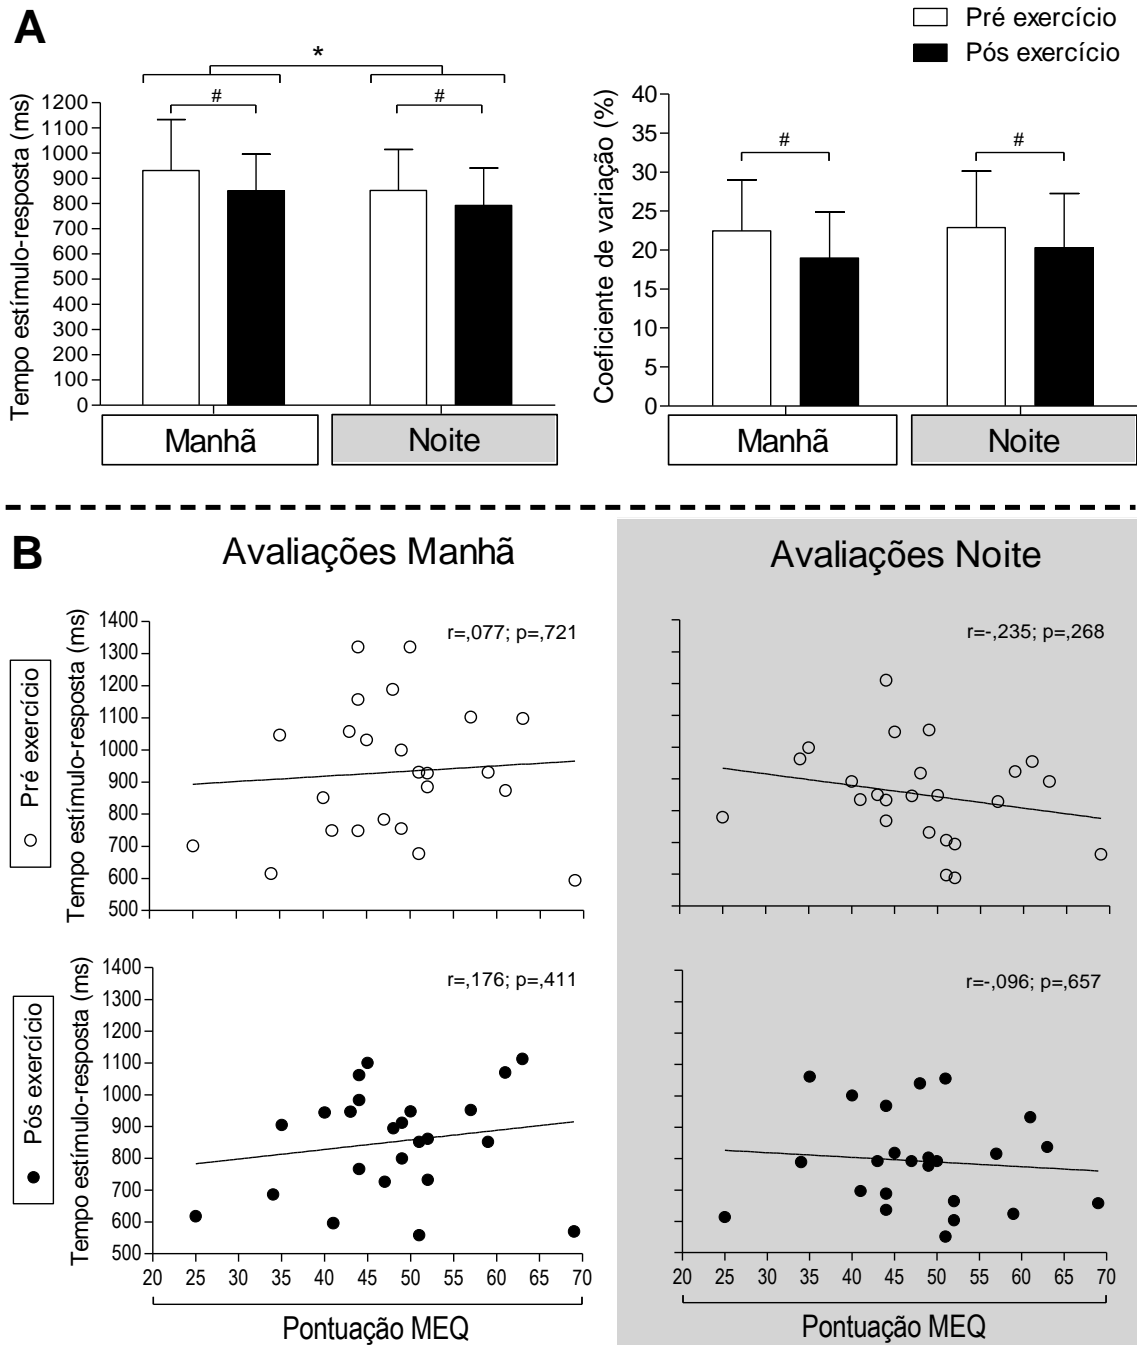 A
Pré exercício
Pós exercício
*
#
#
Tempo estímulo-resposta (ms)
1200
1100
1000
900
800
700
600
500
400
300
200
100
0
Manhã
Noite
#
#
Coeficiente de variação (%)
40
35
30
25
20
15
10
5
0
Manhã
Noite
B
Avaliações Manhã
Avaliações Noite
Pré exercício
Tempo estímulo-resposta (ms)
1400
1300
1200
1100
1000
900
800
700
600
500
r=,077; p=,721
r=-,235; p=,268
Pós exercício
Tempo estímulo-resposta (ms)
1400
1300
1200
1100
1000
900
800
700
600
500
r=,176; p=,411
r=-,096; p=,657
20 25 30 35 40 45 50 55 60 65 70
Pontuação MEQ
20 25 30 35 40 45 50 55 60 65 70
Pontuação MEQ